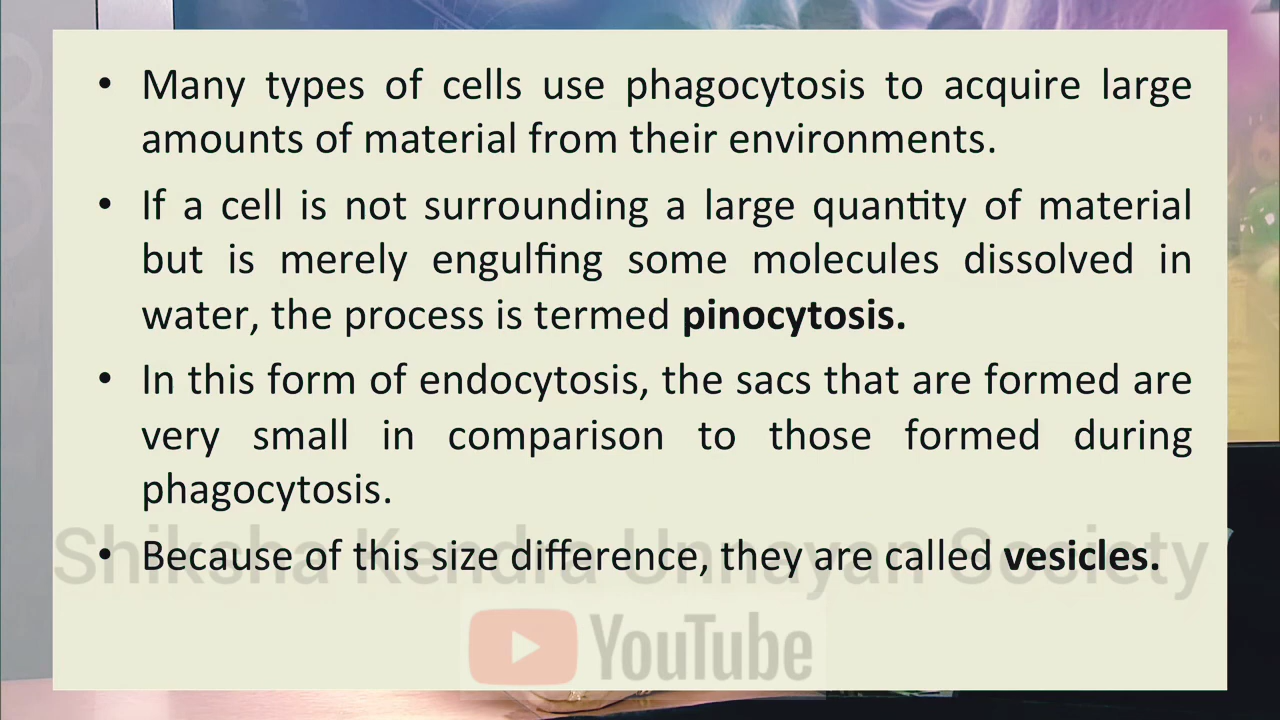 • Many types of cells use phagocytosis to acquire large
amounts of material from their environments.
• If a cell is not surrounding a large quantity of material
but is merely engulfing some molecules dissolved in
water, the process is termed pinocytosis.
• In this form of endocytosis, the sacs that are formed are
very small in comparison to those formed during
phagocytosis.
• Because of this size difference, they are called vesicles.
Shiksha Kendra Unnayan Society
YouTube